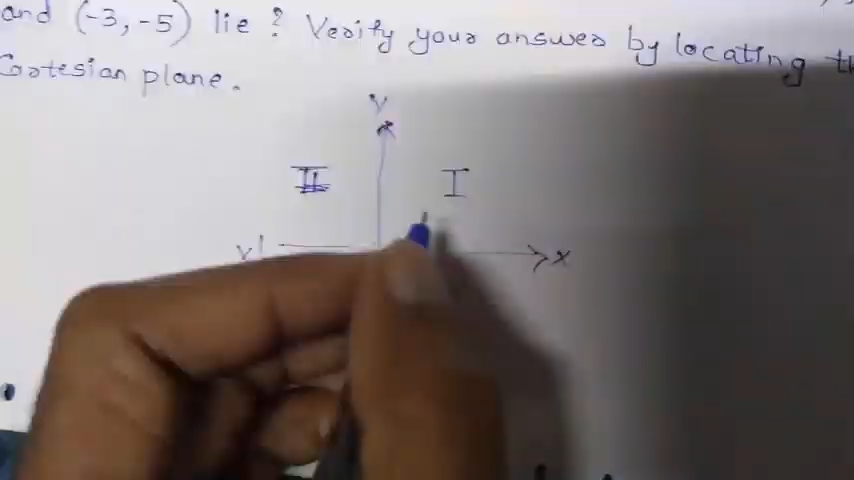 and (-3, -5) lie ? Verify your answer by locating
Cartesian plane.
Y
II I
X' X